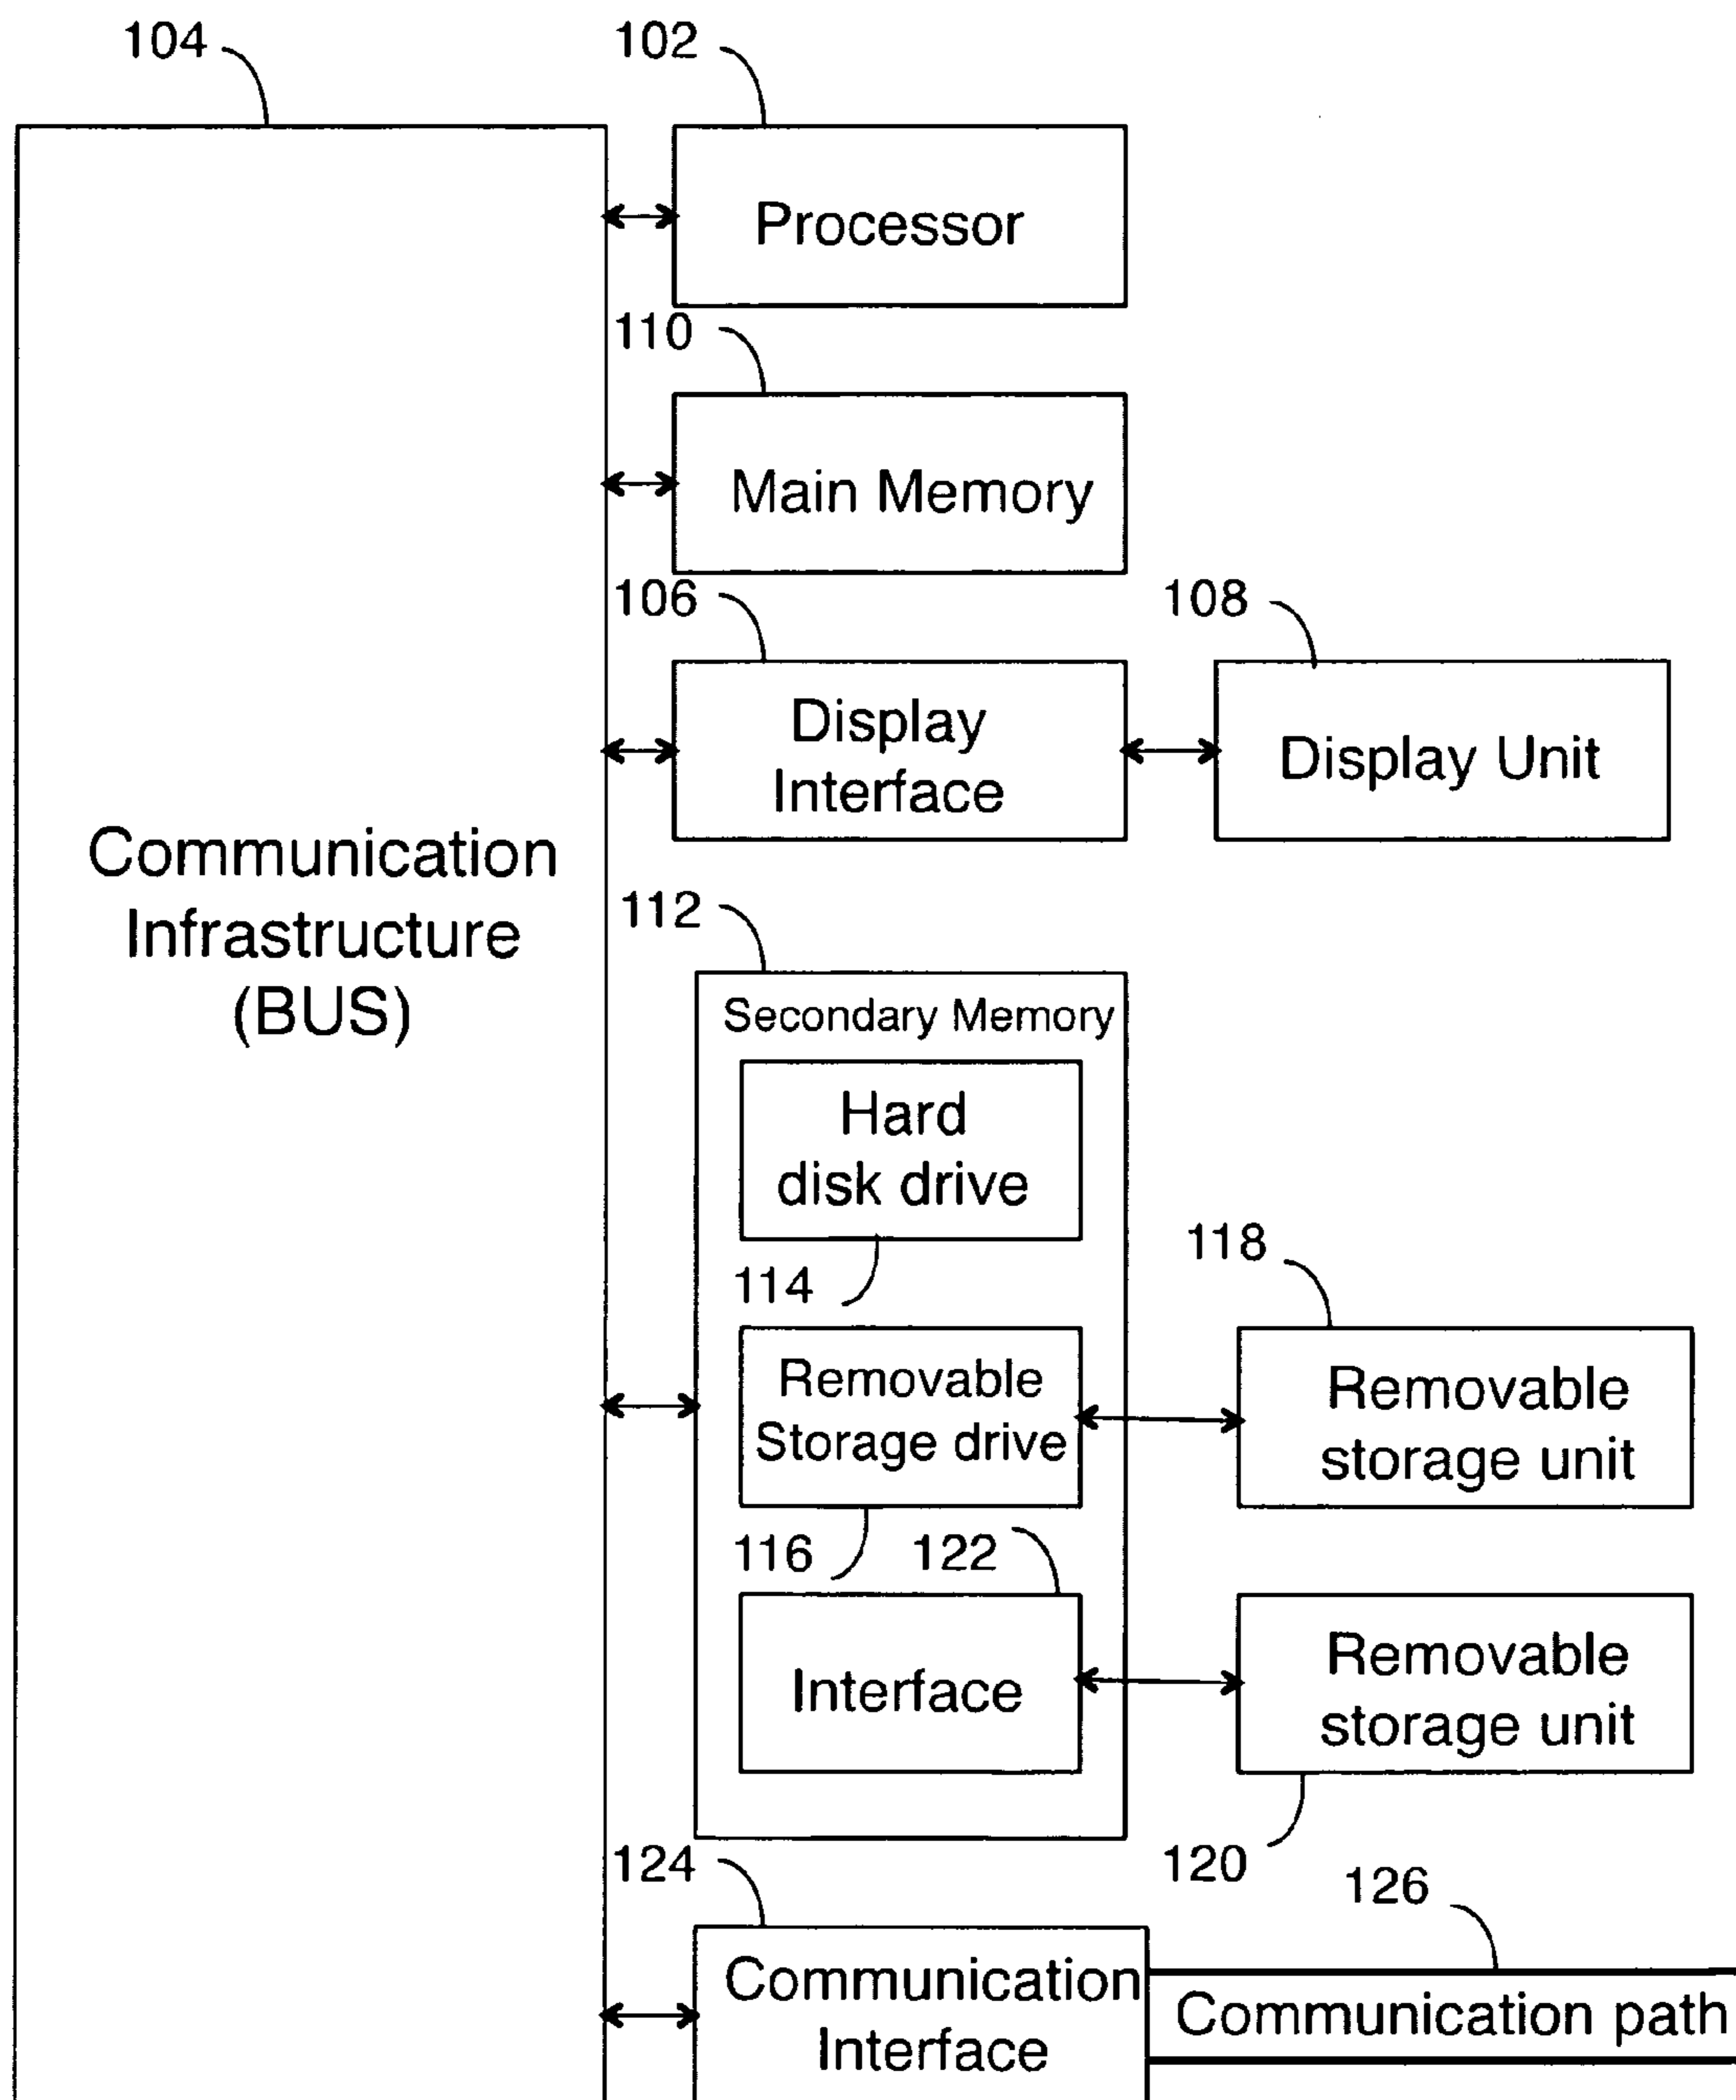 104
102
Processor
110
Main Memory
106
108
Display
Interface
Display Unit
Communication
Infrastructure
(BUS)
112
Secondary Memory
Hard
disk drive
114
118
Removable
Storage drive
Removable
storage unit
116
122
Interface
Removable
storage unit
124
120
126
Communication
Interface
Communication path